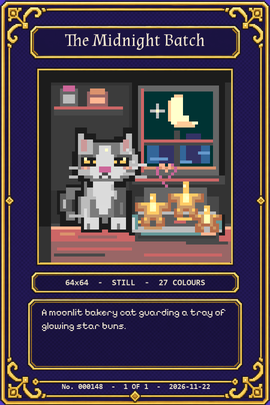 The Midnight Batch
64x64 - STILL - 27 COLOURS
A moonlit bakery cat guarding a tray of
glowing star buns.
No. 000148 - 1 OF 1 - 2026-11-22